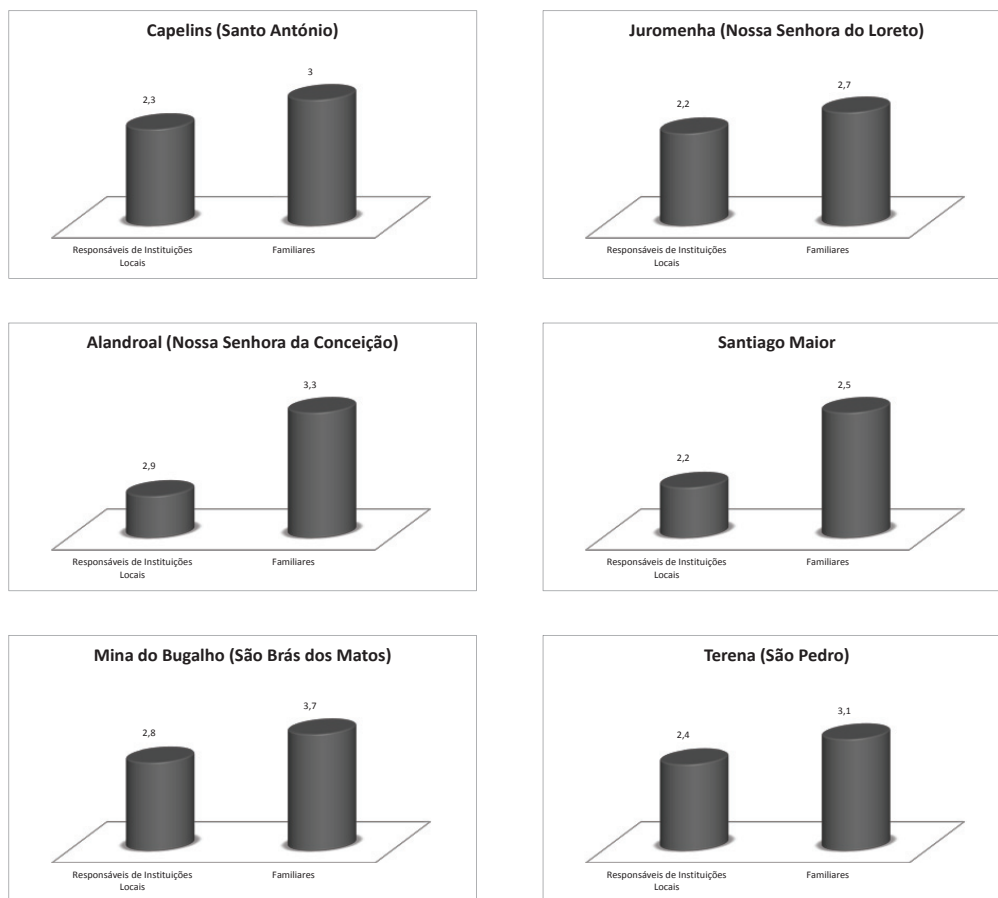 Capelins (Santo António)
2,3
3
Responsáveis de Instituições
Locais
Familiares
Juromenha (Nossa Senhora do Loreto)
2,2
2,7
Responsáveis de Instituições
Locais
Familiares
Alandroal (Nossa Senhora da Conceição)
2,9
3,3
Responsáveis de Instituições
Locais
Familiares
Santiago Maior
2,2
2,5
Responsáveis de Instituições
Locais
Familiares
Mina do Bugalho (São Brás dos Matos)
2,8
3,7
Responsáveis de Instituições
Locais
Familiares
Terena (São Pedro)
2,4
3,1
Responsáveis de Instituições
Locais
Familiares